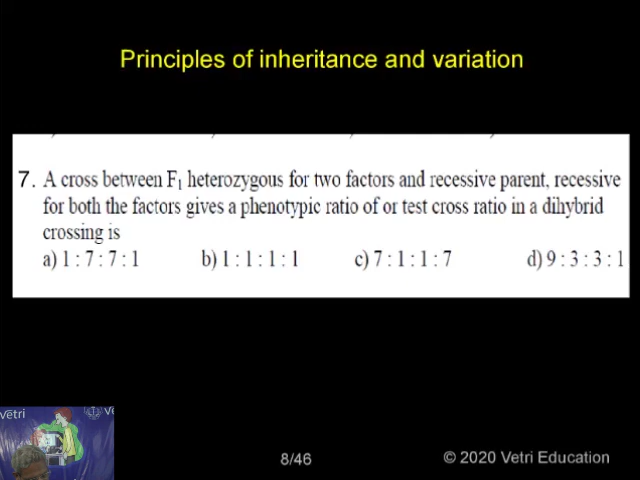 Principles of inheritance and variation
7. A cross between F₁ heterozygous for two factors and recessive parent, recessive
for both the factors gives a phenotypic ratio of or test cross ratio in a dihybrid
crossing is
a) 1 : 7 : 7 : 1 b) 1 : 1 : 1 : 1 c) 7 : 1 : 1 : 7 d) 9 : 3 : 3 : 1
vetri
8/46 © 2020 Vetri Education